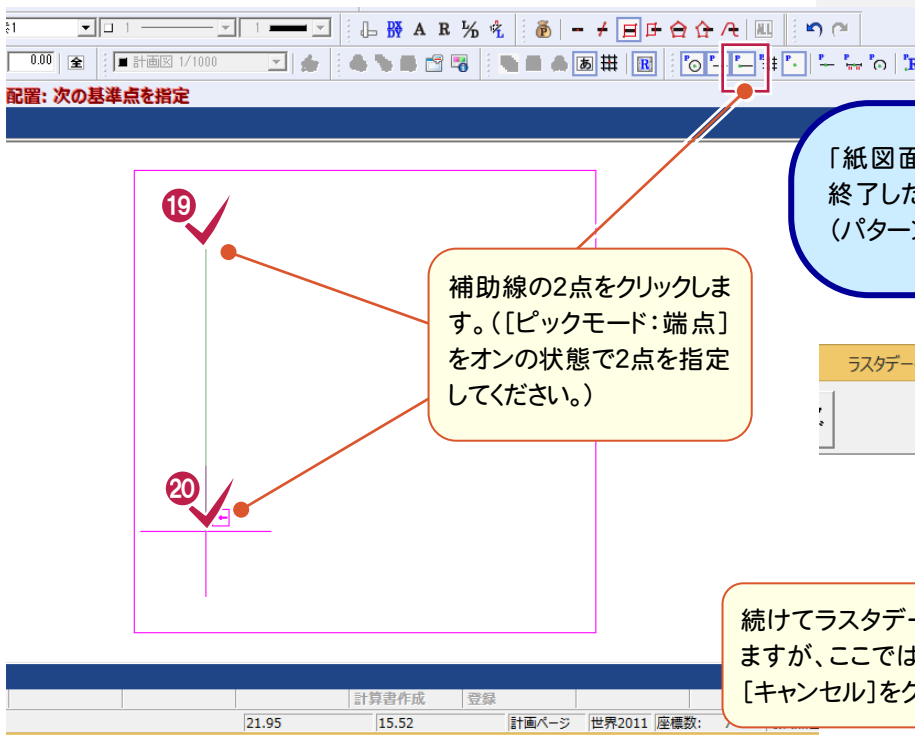 1
1
A R
ALL
0.00 全 計画図 1/1000 あ R
配置: 次の基準点を指定
「紙図面
終了した
(パターン
19
補助線の2点をクリックしま
す。([ピックモード:端点]
をオンの状態で2点を指定
してください。)
ラスタデー
20
続けてラスタデー
ますが、ここでは
[キャンセル]をク
計算書作成 登録
21.95 15.52 計画ページ 世界2011 座標数: 7